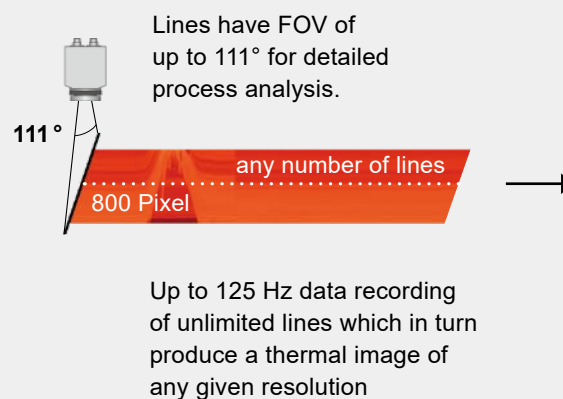 Lines have FOV of
up to 111° for detailed
process analysis.
111°
any number of lines
800 Pixel
Up to 125 Hz data recording
of unlimited lines which in turn
produce a thermal image of
any given resolution